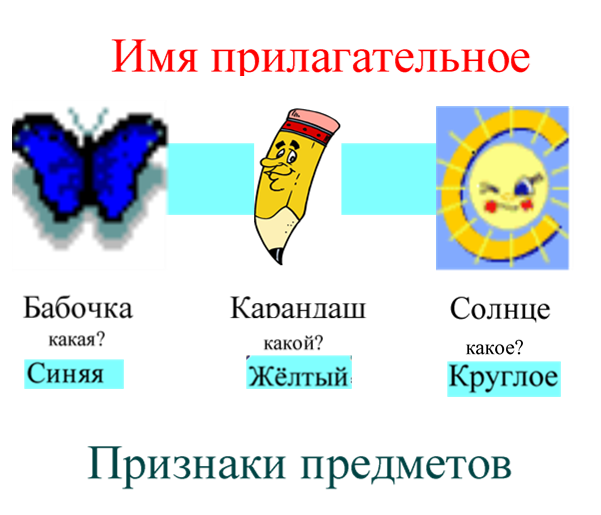 Имя прилагательное
Бабочка Карандаш Солнце
какая? какой? какое?
Синяя Жёлтый Круглое
Признаки предметов